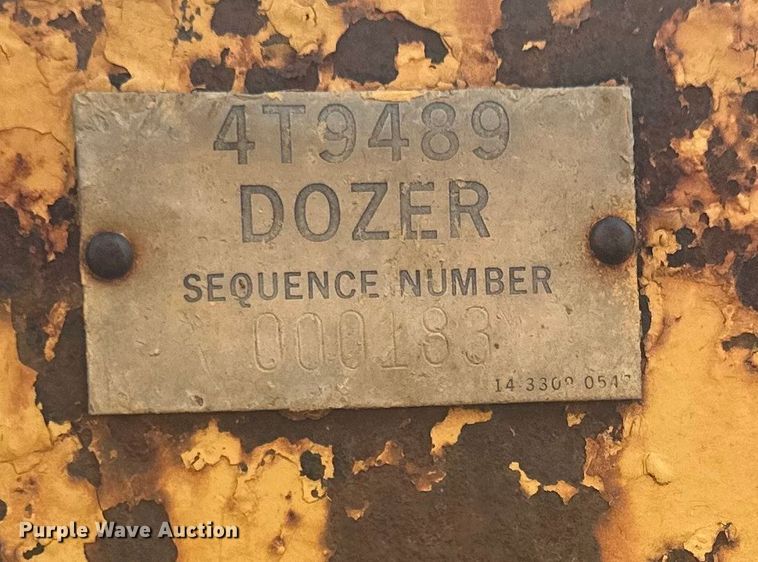 4T9489
DOZER
SEQUENCE NUMBER
000183
Purple Wave Auction